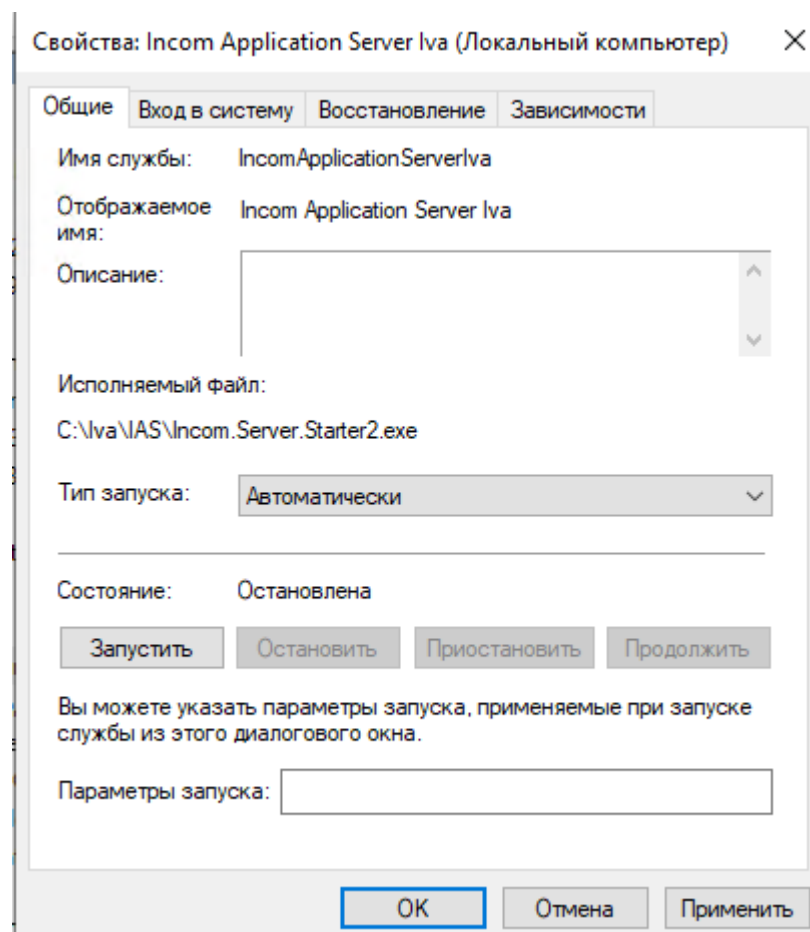 Свойства: Incom Application Server Iva (Локальный компьютер)
Общие Вход в систему Восстановление Зависимости
Имя службы: IncomApplicationServerIva
Отображаемое имя: Incom Application Server Iva
Описание:
Исполняемый файл:
C:\Iva\IAS\Incom.Server.Starter2.exe
Тип запуска: Автоматически
Состояние: Остановлена
Запустить Остановить Приостановить Продолжить
Вы можете указать параметры запуска, применяемые при запуске
службы из этого диалогового окна.
Параметры запуска:
OK Отмена Применить